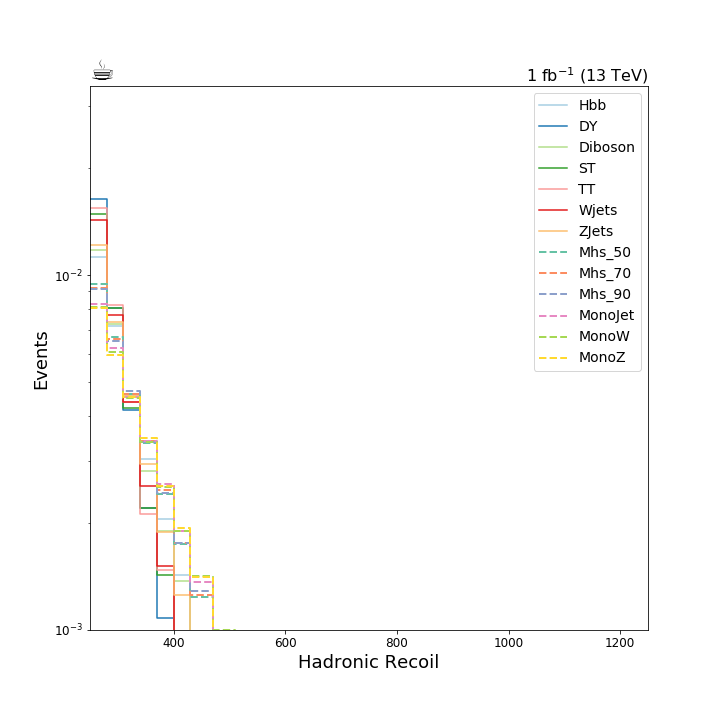 1 fb⁻¹ (13 TeV)
Hbb
DY
Diboson
ST
TT
Wjets
ZJets
Mhs_50
Mhs_70
Mhs_90
MonoJet
MonoW
MonoZ
Events
10⁻²
10⁻³
400 600 800 1000 1200
Hadronic Recoil